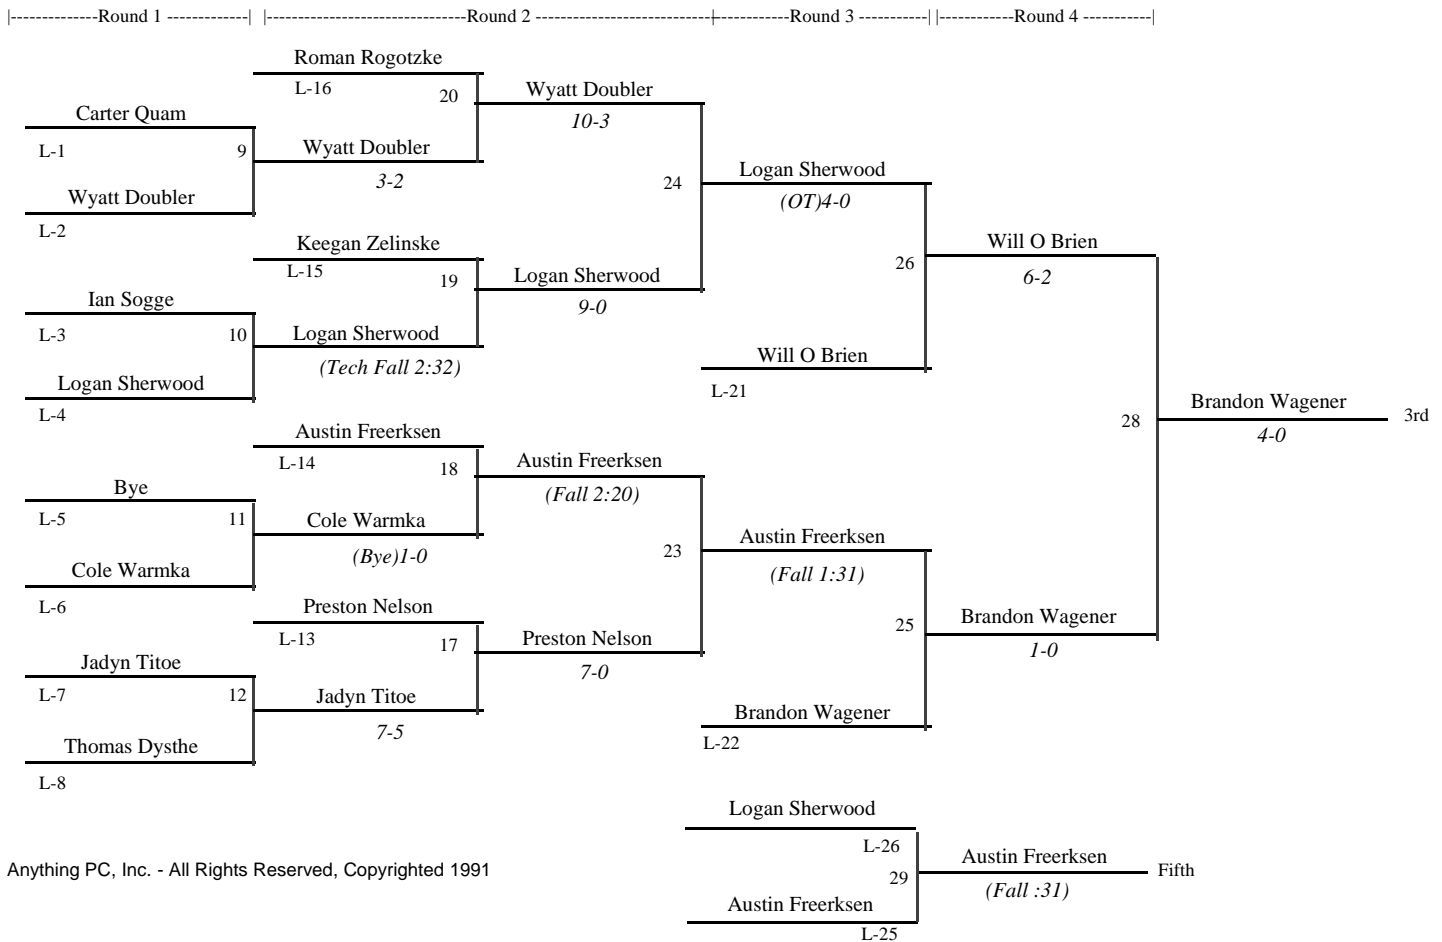 |--------------Round 1 -------------| |--------------------------------Round 2 -----------------------------+------------Round 3 -----------| |------------Round 4 -----------|
Roman Rogotzke
L-16
20
Wyatt Doubler
10-3
Carter Quam
L-1
9
Wyatt Doubler
3-2
Wyatt Doubler
L-2
24
Logan Sherwood
(OT)4-0
Keegan Zelinske
L-15
19
Logan Sherwood
9-0
Ian Sogge
L-3
10
Logan Sherwood
(Tech Fall 2:32)
Logan Sherwood
L-4
26
Will O Brien
6-2
Will O Brien
L-21
28
Brandon Wagener
4-0
3rd
Austin Freerksen
L-14
18
Austin Freerksen
(Fall 2:20)
Bye
L-5
11
Cole Warmka
(Bye)1-0
Cole Warmka
L-6
23
Austin Freerksen
(Fall 1:31)
Preston Nelson
L-13
17
Preston Nelson
7-0
25
Brandon Wagener
1-0
Jadyn Titoe
L-7
12
Jadyn Titoe
7-5
Thomas Dysthe
L-8
Brandon Wagener
L-22
Logan Sherwood
L-26
29
Austin Freerksen
(Fall :31)
Fifth
Austin Freerksen
L-25
Anything PC, Inc. - All Rights Reserved, Copyrighted 1991